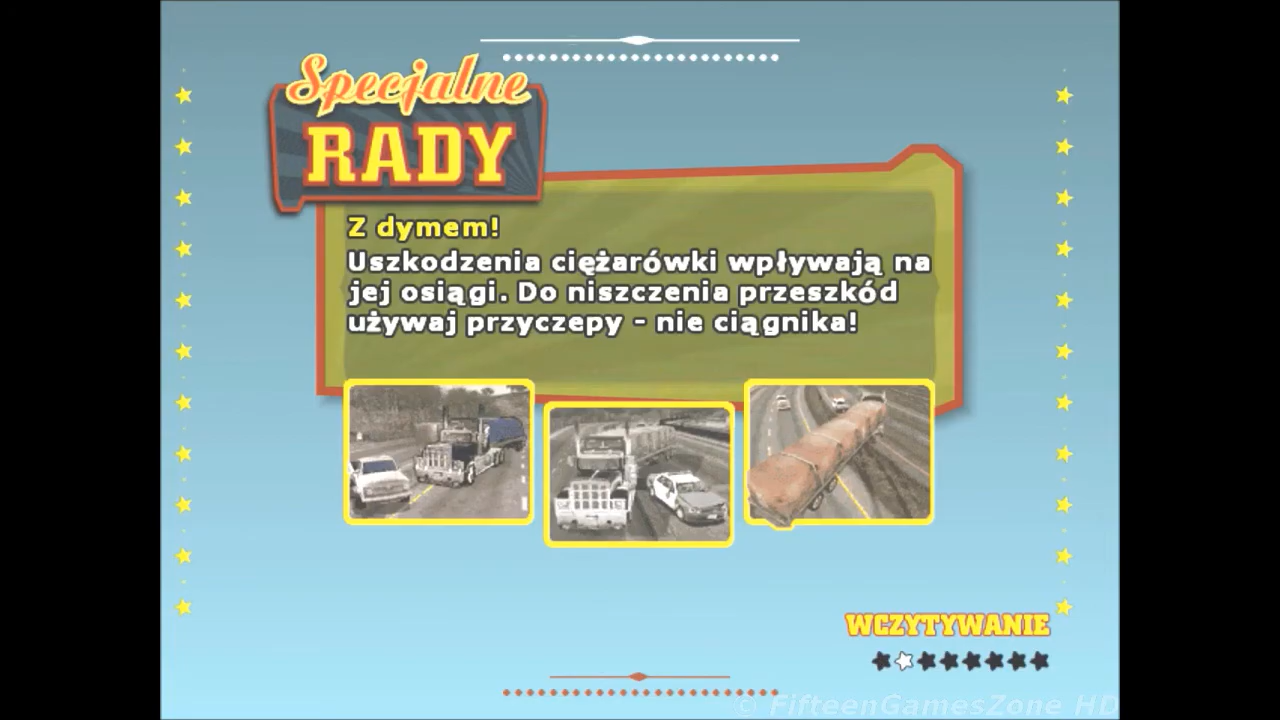 Specjalne
RADY
Z dymem!
Uszkodzenia ciężarówki wpływają na
jej osiągi. Do niszczenia przeszkód
używaj przyczepy - nie ciągnika!
WCZYTYWANIE
© FifteenGamesZone HD